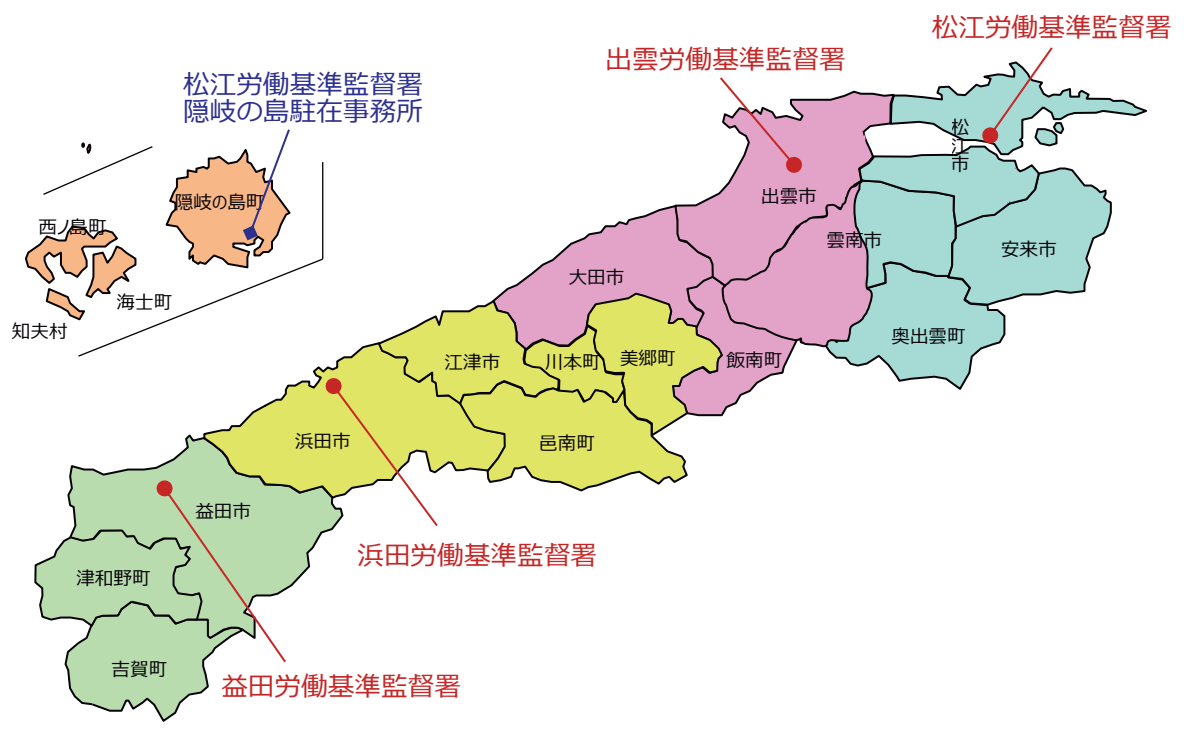 松江労働基準監督署
出雲労働基準監督署
松江労働基準監督署
隠岐の島駐在事務所
松江市
隠岐の島町
出雲市
西ノ島町
雲南市
安来市
大田市
海士町
知夫村
奥出雲町
美郷町
飯南町
江津市
川本町
浜田市
邑南町
益田市
浜田労働基準監督署
津和野町
吉賀町
益田労働基準監督署